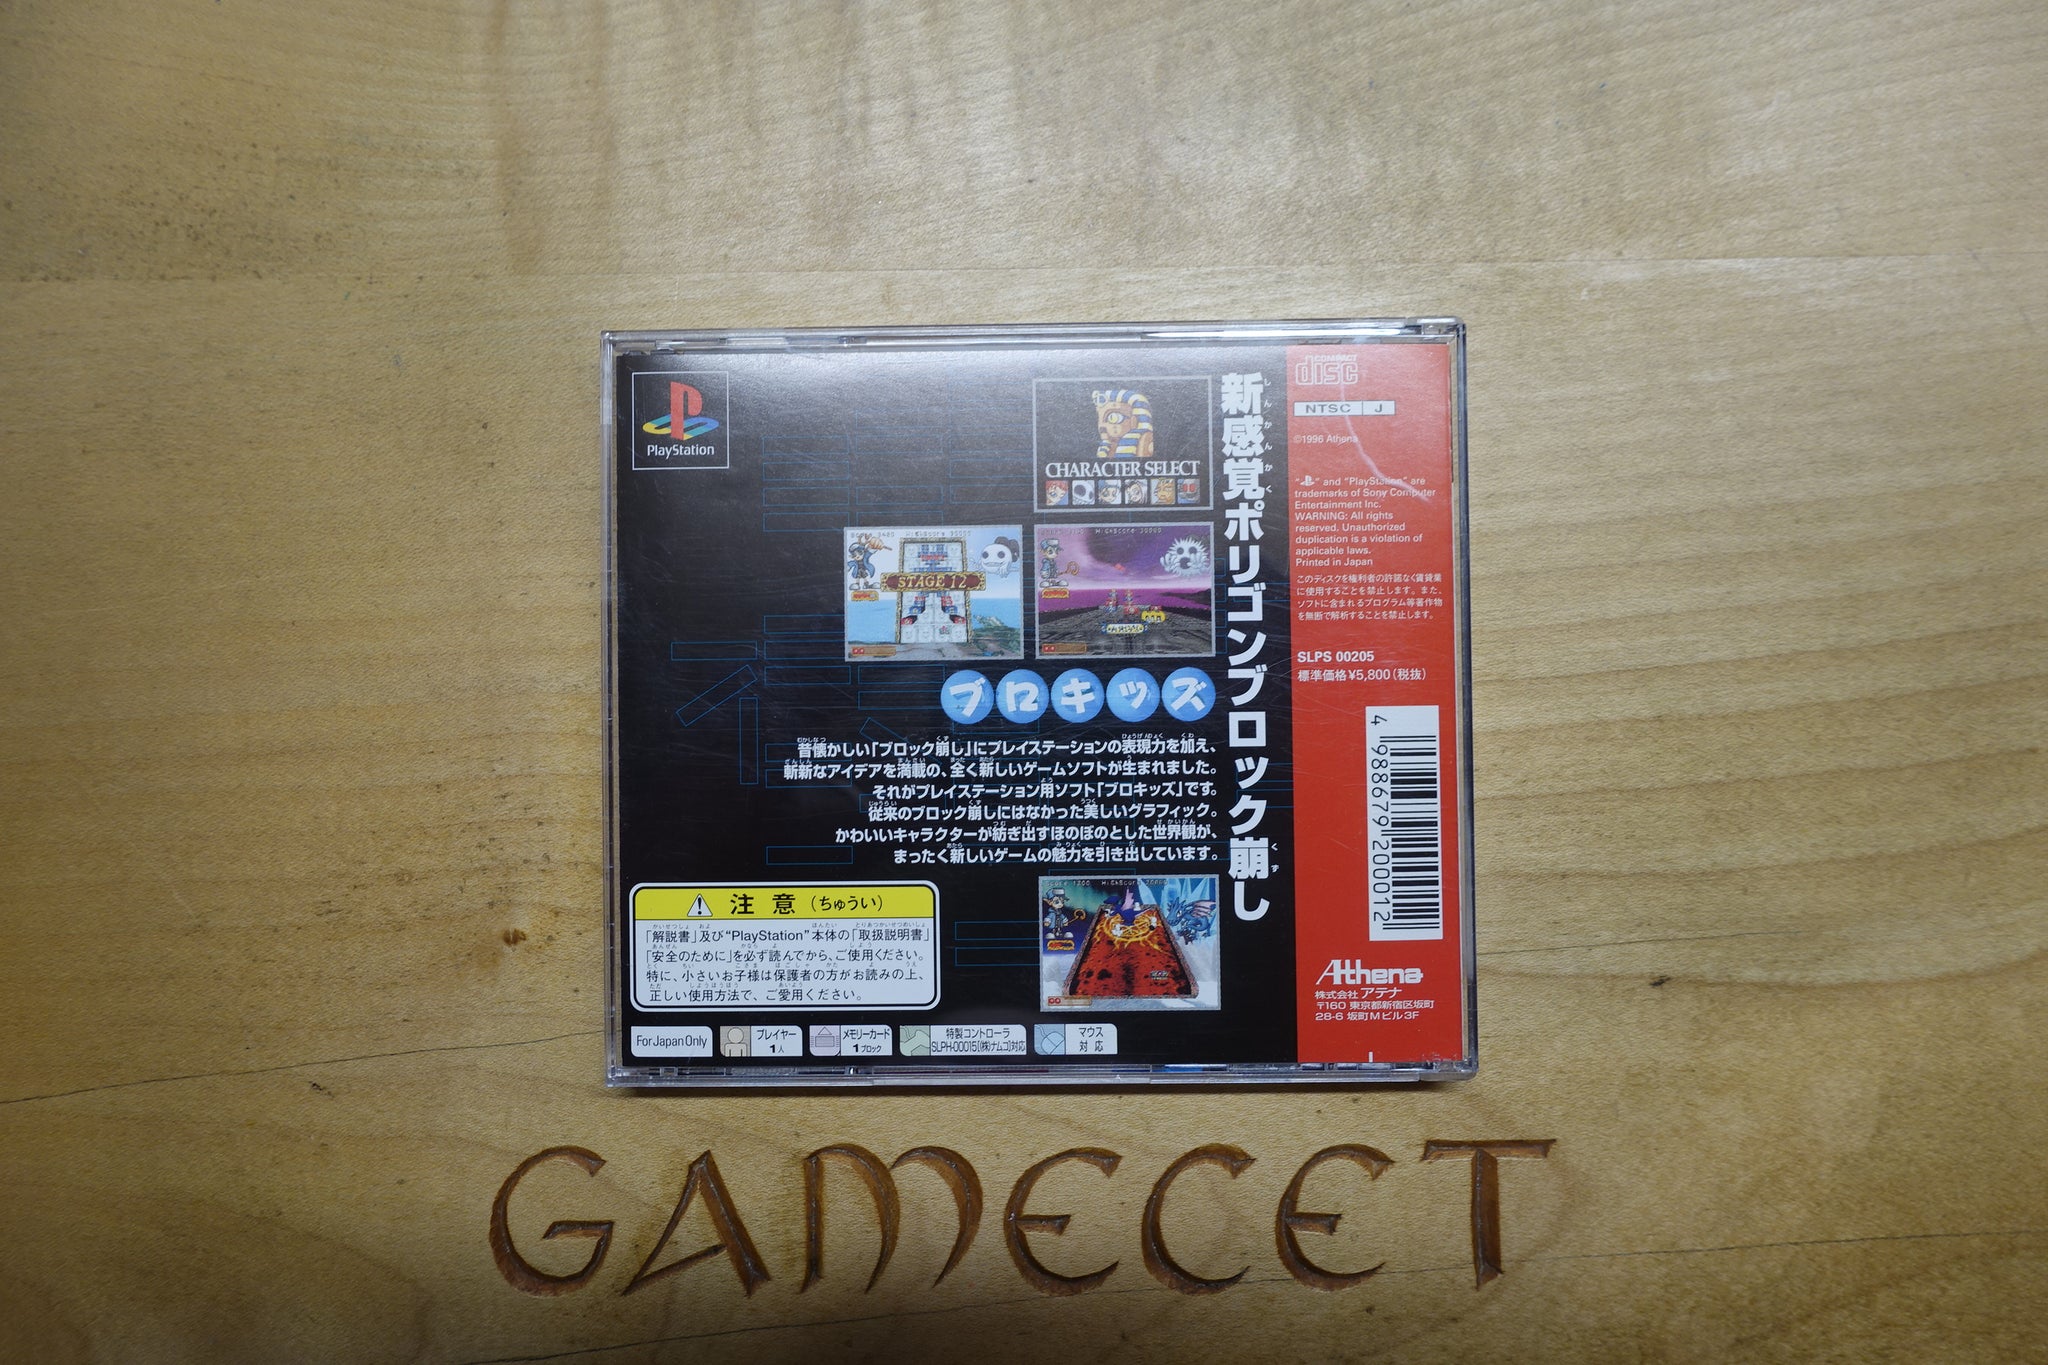 PlayStation
CHARACTER SELECT
新感覚ポリゴンブロック崩し
しんかんかく
くず
HighScore 30000
STAGE 12
HighScore 30000
ブロキッズ
昔懐かしい「ブロック崩し」にプレイステーションの表現力を加え、
斬新なアイデアを満載の、全く新しいゲームソフトが生まれました。
それがプレイステーション用ソフト「ブロキッズ」です。
従来のブロック崩しにはなかった美しいグラフィック。
かわいいキャラクターが紡ぎ出すほのぼのとした世界観が、
まったく新しいゲームの魅力を引き出しています。
注意(ちゅうい)
「解説書」及び“PlayStation”本体の「取扱説明書」
「安全のために」を必ず読んでから、ご使用ください。
特に、小さいお子様は保護者の方がお読みの上、
正しい使用方法で、ご愛用ください。
For Japan Only
プレイヤー
1人
メモリーカード
1ブロック
特製コントローラ
SLPH-00015[(株)ナムコ]対応
マウス
対応
COMPACT
disc
NTSC J
©1996 Athena
“PS” and “PlayStation” are
trademarks of Sony Computer
Entertainment Inc.
WARNING: All rights
reserved. Unauthorized
duplication is a violation of
applicable laws.
Printed in Japan
このディスクを権利者の許諾なく賃貸業
に使用することを禁止します。また、
ソフトに含まれるプログラム等著作物
を無断で解析することを禁止します。
SLPS 00205
標準価格¥5,800(税抜)
4 988679 200012
Athena
株式会社 アテナ
〒160 東京都新宿区坂町
28-6 坂町Mビル3F
GAMECET